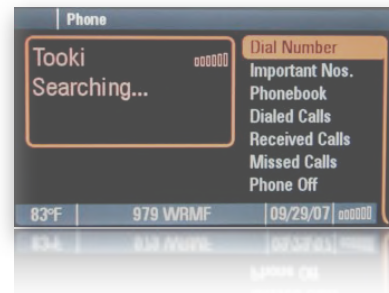 Phone
Tooki
Searching...
Dial Number
Important Nos.
Phonebook
Dialed Calls
Received Calls
Missed Calls
Phone Off
83°F 979 WRMF 09/29/07